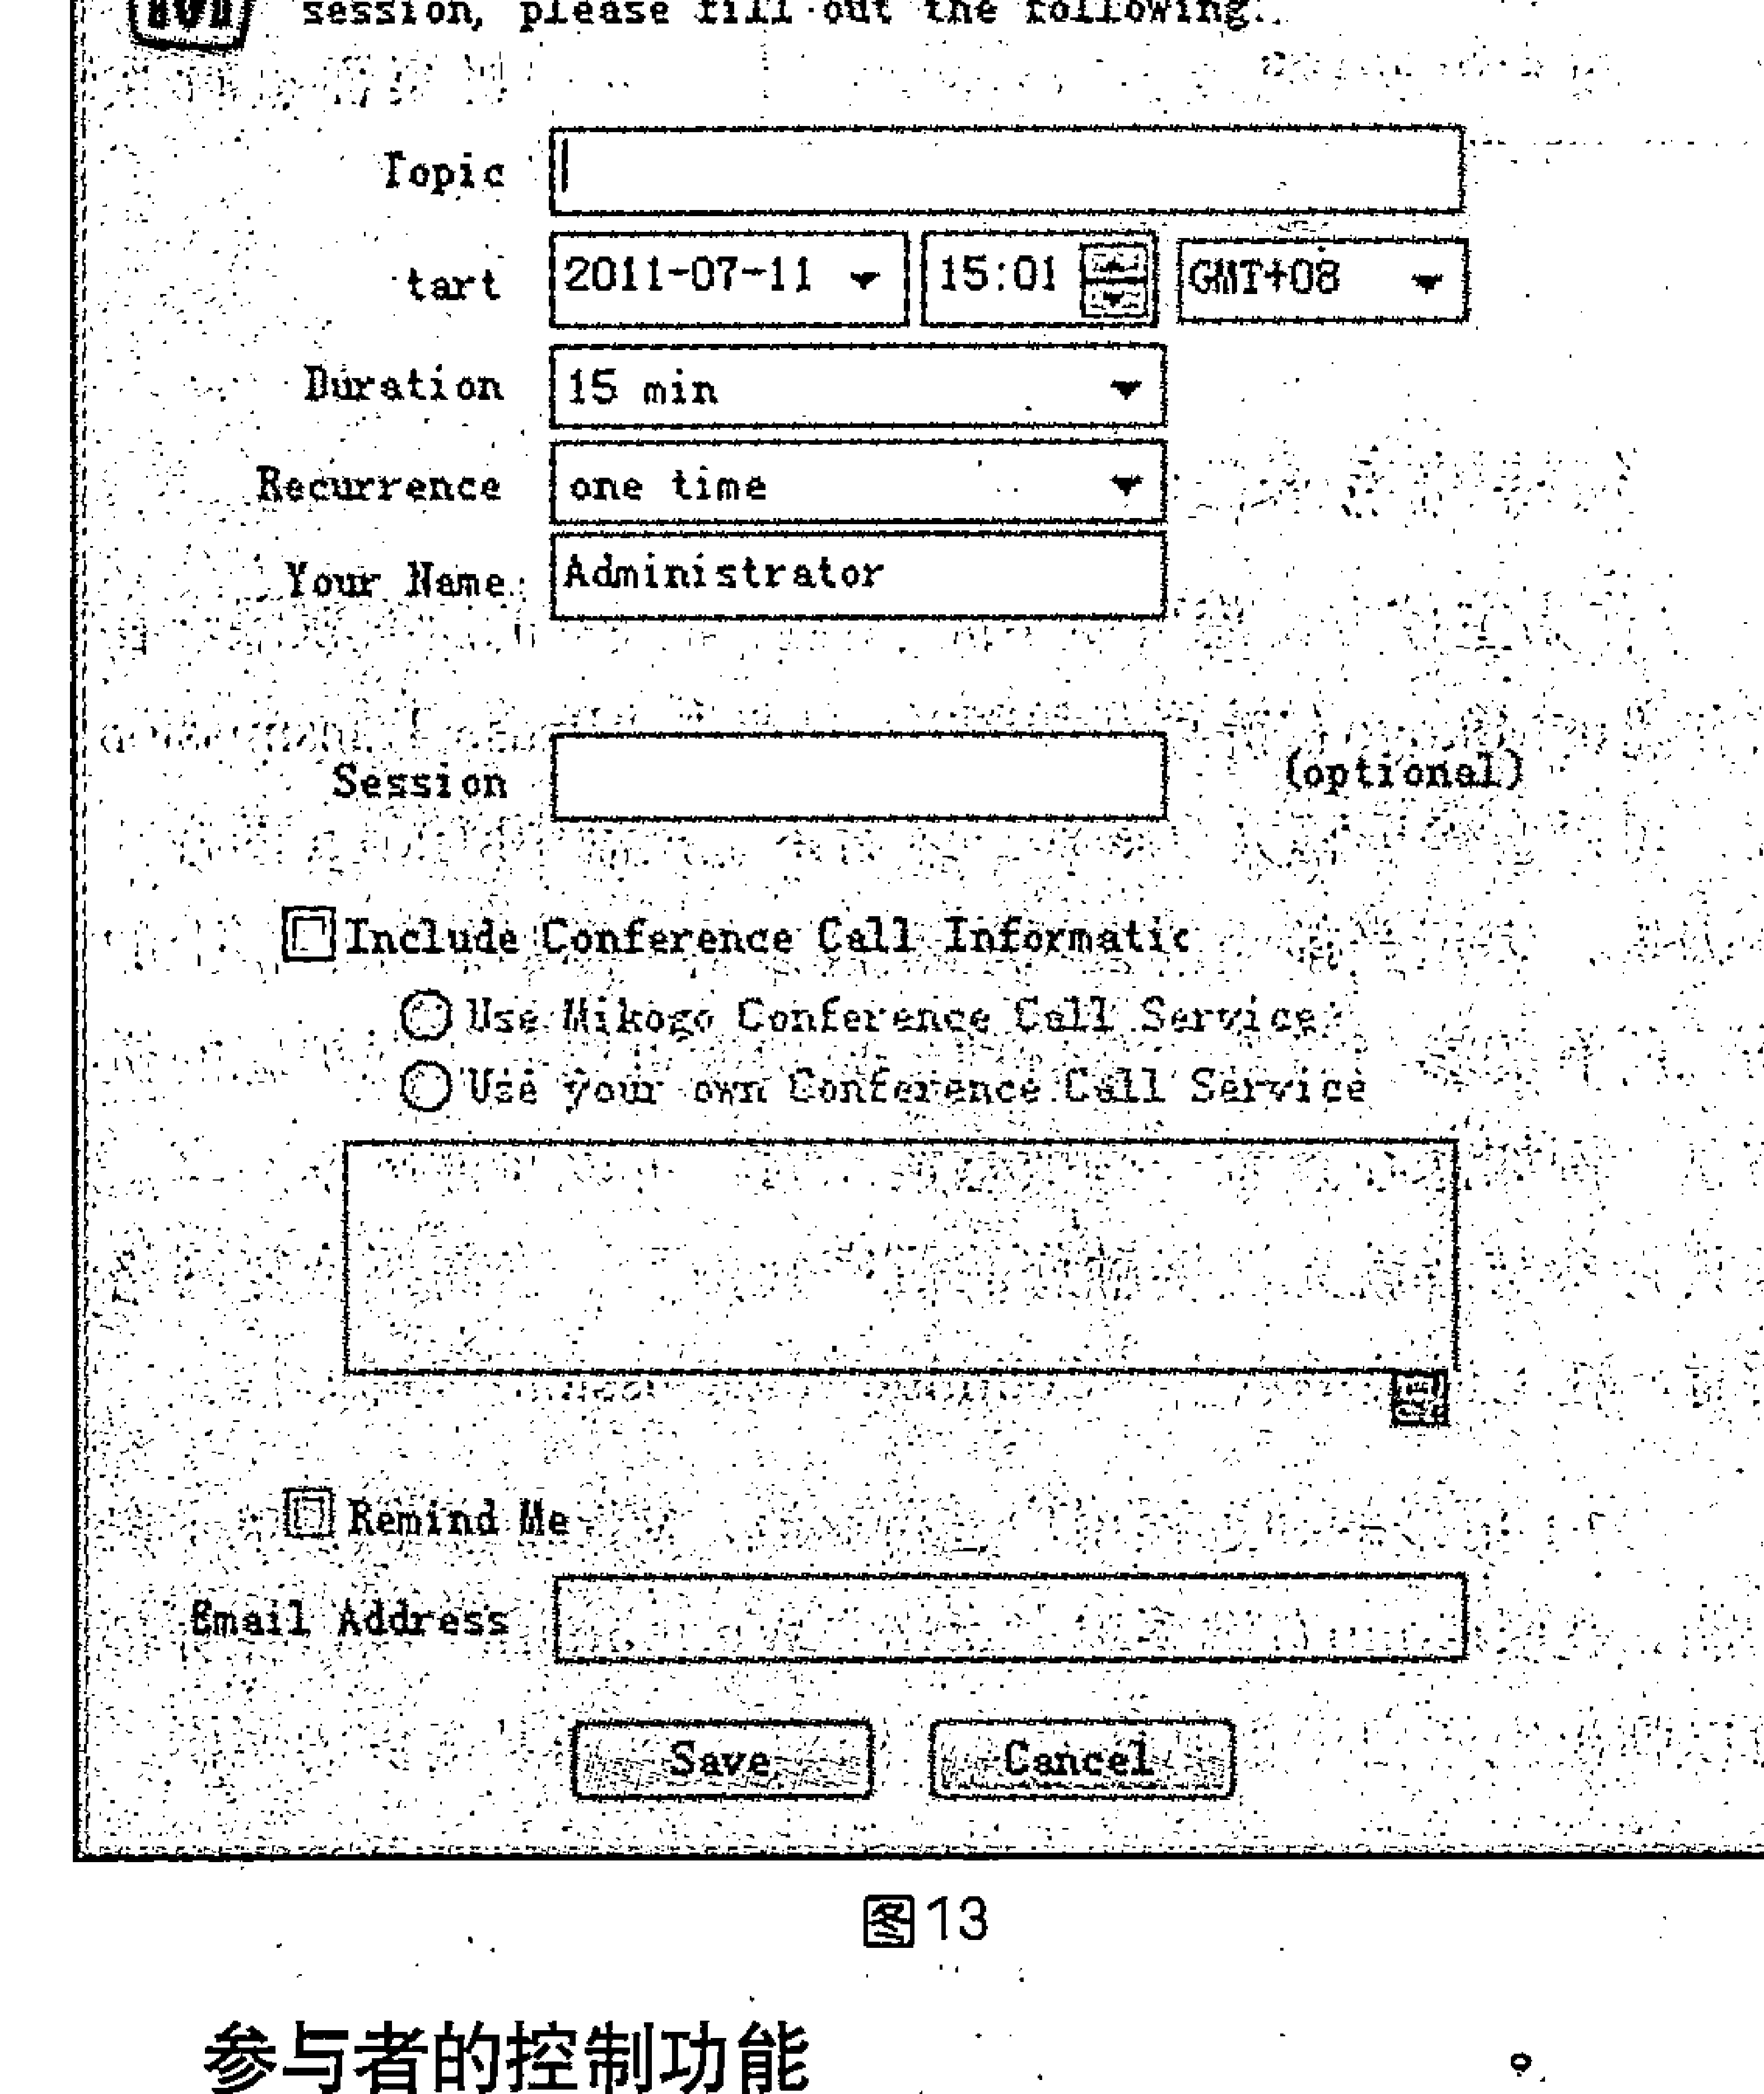 session, please fill out the following:
Topic
tart 2011-07-11 15:01 GMT+08
Duration 15 min
Recurrence one time
Your Name: Administrator
Session (optional)
Include Conference Call Informatic
Use Mikogo Conference Call Service
Use your own Conference Call Service
Remind Me
Email Address
Save Cancel
图13
参与者的控制功能